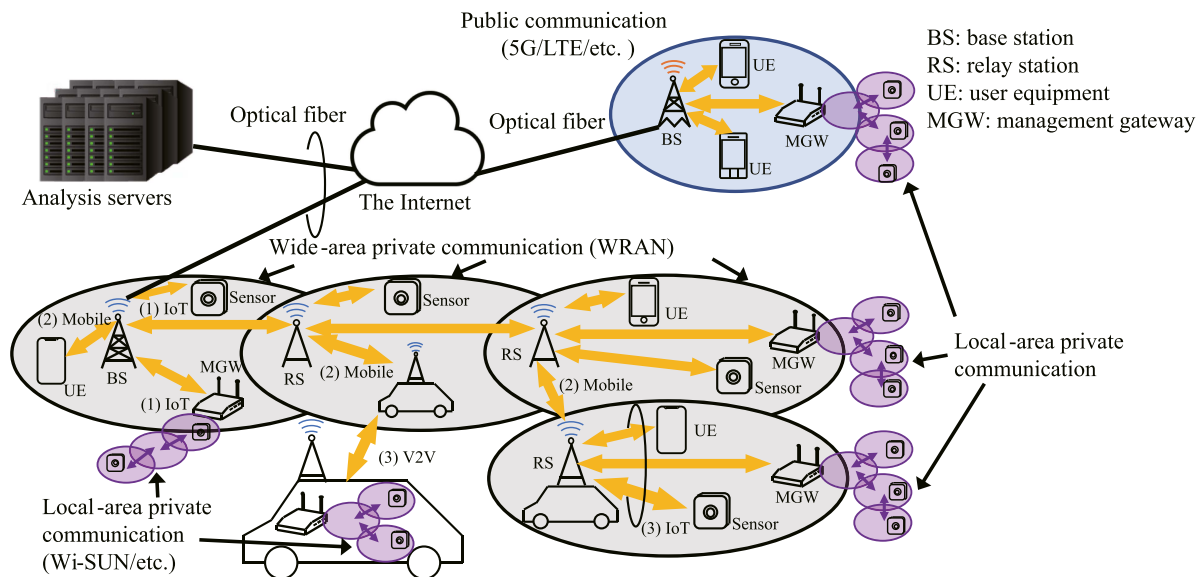 Public communication
(5G/LTE/etc. )
BS: base station
RS: relay station
UE: user equipment
MGW: management gateway
UE
BS
MGW
UE
Optical fiber
Optical fiber
Analysis servers
The Internet
Wide-area private communication (WRAN)
(1) IoT
Sensor
Sensor
UE
(2) Mobile
UE
BS
MGW
(1) IoT
RS
(2) Mobile
RS
MGW
Sensor
(2) Mobile
Local-area private
communication
(3) V2V
RS
UE
MGW
(3) IoT
Sensor
Local-area private
communication
(Wi-SUN/etc.)